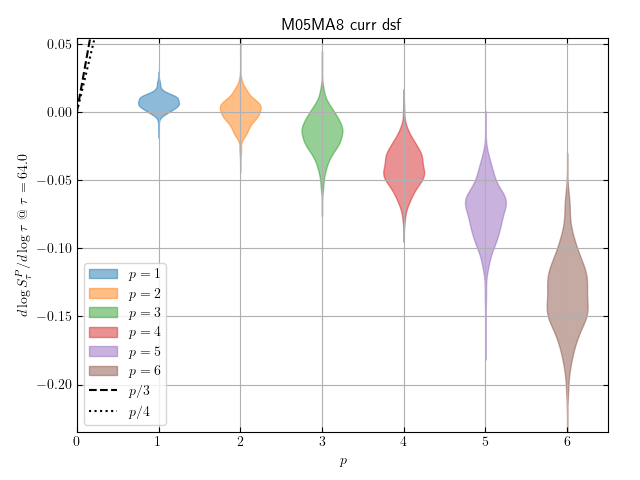 M05MA8 curr dsf
d log S_τ^P / d log τ @ τ = 64.0
0.05
0.00
−0.05
−0.10
−0.15
−0.20
p = 1
p = 2
p = 3
p = 4
p = 5
p = 6
p/3
p/4
0 1 2 3 4 5 6
p